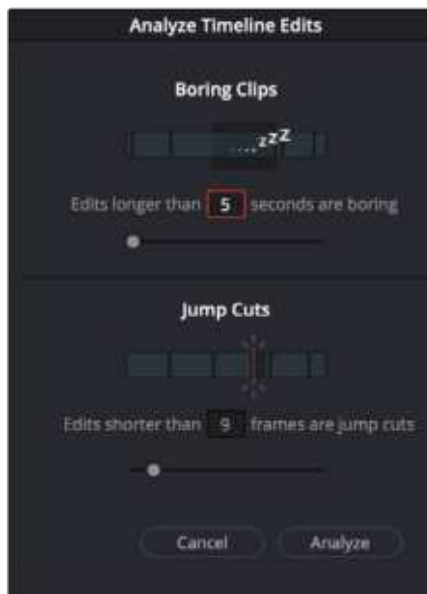 Analyze Timeline Edits
Boring Clips
....zzZZ
Edits longer than 5 seconds are boring
Jump Cuts
Edits shorter than 9 frames are jump cuts
Cancel Analyze